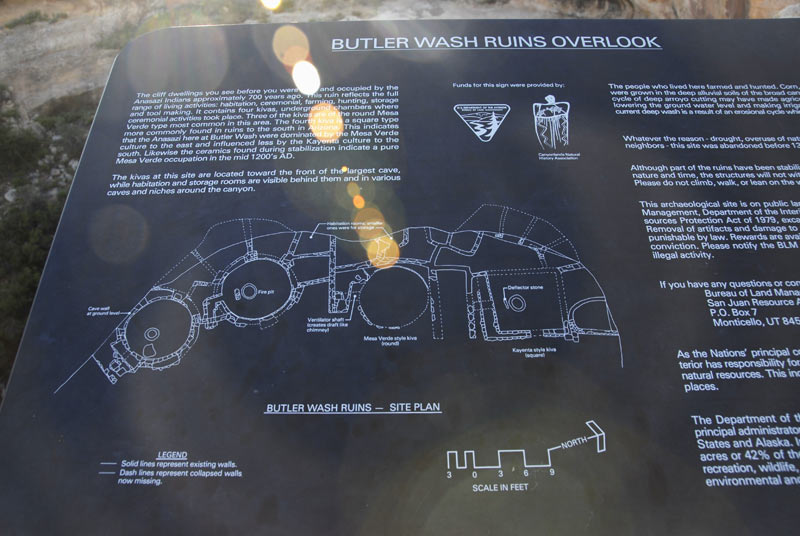 BUTLER WASH RUINS OVERLOOK
The cliff dwellings you see before you were and occupied by the
Anasazi Indians approximately 700 years ago. This ruin reflects the full
range of living activities: habitation, ceremonial, farming, hunting, storage
and tool making. It contains four kivas, underground chambers where
ceremonial activities took place. Three of the kivas are of the round Mesa
Verde type most common in this area. The fourth kiva is a square type
more commonly found in ruins to the south in Arizona. This indicates
that the Anasazi here at Butler Wash were dominated by the Mesa Verde
culture to the east and influenced less by the Kayenta culture to the
south. Likewise the ceramics found during stabilization indicate a pure
Mesa Verde occupation in the mid 1200's AD.
The kivas at this site are located toward the front of the largest cave,
while habitation and storage rooms are visible behind them and in various
caves and niches around the canyon.
Funds for this sign were provided by:
Canyonlands Natural
History Association
The people who lived here farmed and hunted. Corn,
were grown in the deep alluvial soils of the broad can
cycle of deep arroyo cutting may have made agric
lowering the ground water level and making irrig
current deep wash is a result of an erosional cycle whi
Whatever the reason - drought, overuse of nat
neighbors - this site was abandoned before 13
Although part of the ruins have been stabili
nature and time, the structures will not wit
Please do not climb, walk, or lean on the w
This archaeological site is on public lan
Management, Department of the Interi
sources Protection Act of 1979, exca
Removal of artifacts and damage to
punishable by law. Rewards are avai
conviction. Please notify the BLM
illegal activity.
If you have any questions or com
Bureau of Land Mana
San Juan Resource A
P.O. Box 7
Monticello, UT 845
As the Nations' principal co
terior has responsibility for
natural resources. This inc
places.
The Department of th
principal administrator
States and Alaska. I
acres or 42% of the
recreation, wildlife,
environmental and
Habitation rooms; smaller
ones were for storage
Cave wall
at ground level
Fire pit
Ventilator shaft
(creates draft like
chimney)
Mesa Verde style kiva
(round)
Deflector stone
Kayenta style kiva
(square)
BUTLER WASH RUINS — SITE PLAN
LEGEND
Solid lines represent existing walls.
Dash lines represent collapsed walls
now missing.
NORTH
3 0 3 6 9
SCALE IN FEET